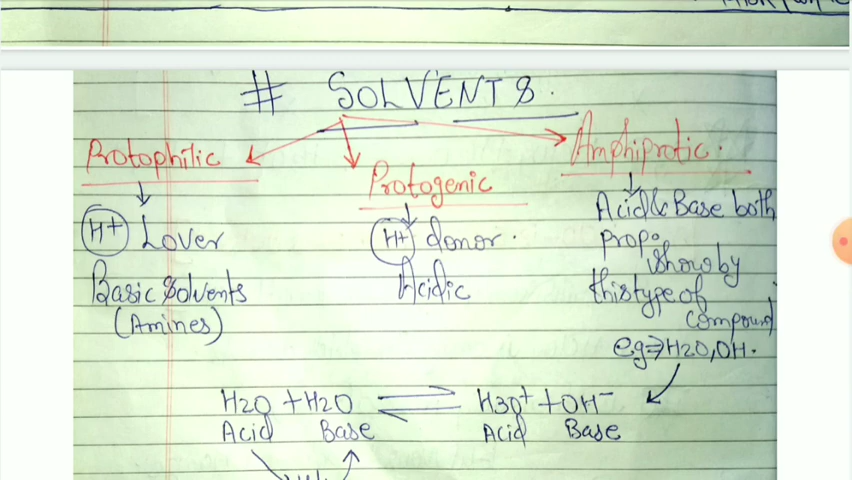 # SOLVENTS.
Protophilic
H+ Lover
Basic Solvents
(Amines)
Protogenic
H+ donor.
Acidic
Amphiprotic.
Acid & Base both
prop.
show by
this type of
compound
eg⇒H2O, OH.
H2O + H2O ⇌ H3O+ + OH-
Acid Base Acid Base